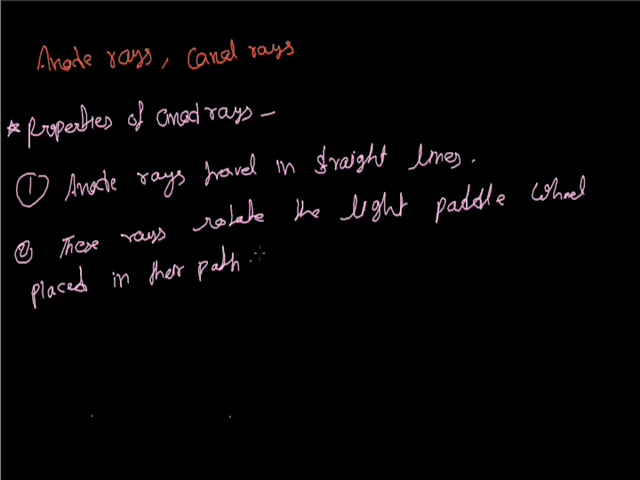 Anode rays, Canal rays
* Properties of anod rays -
① Anode rays travel in straight lines.
② These rays rotate the light paddle wheel
placed in their path